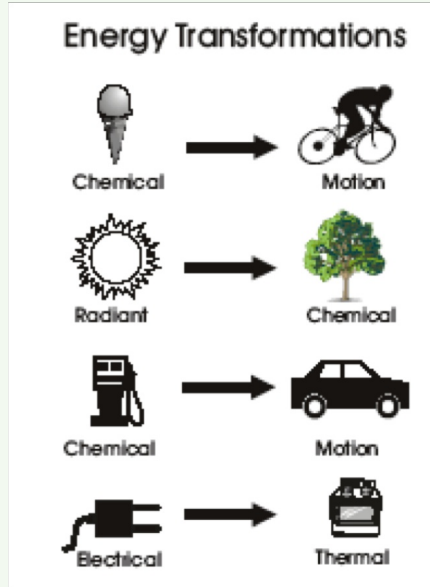 Energy Transformations
Chemical Motion
Radiant Chemical
Chemical Motion
Electrical Thermal